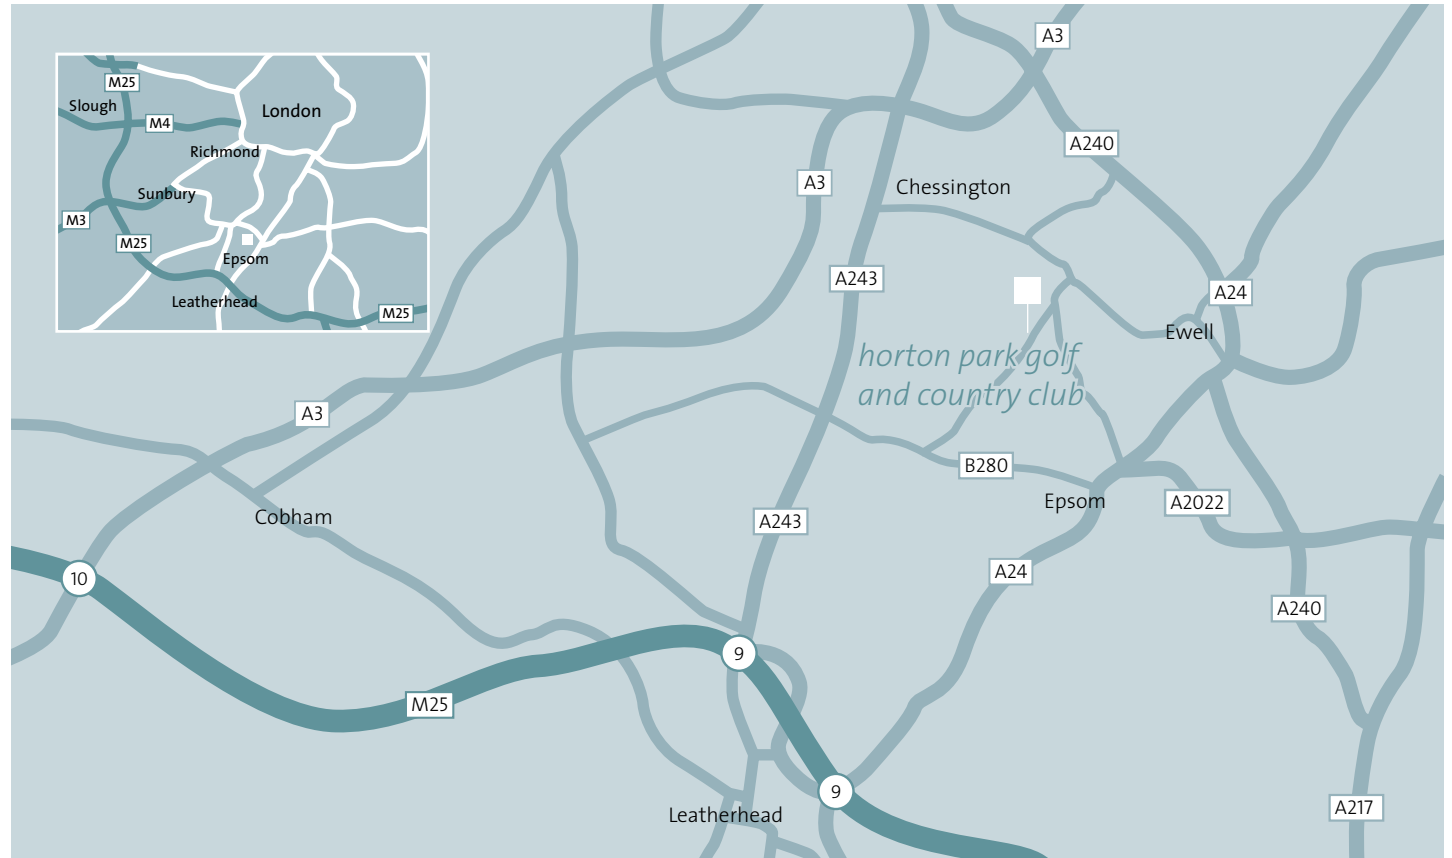 M25
Slough
London
M4
Richmond
Sunbury
M3
M25
Epsom
Leatherhead
M25
A3
A240
A3
Chessington
A243
A24
Ewell
horton park golf
and country club
A3
B280
Epsom
A2022
Cobham
A243
A24
10
A240
9
M25
9
A217
Leatherhead